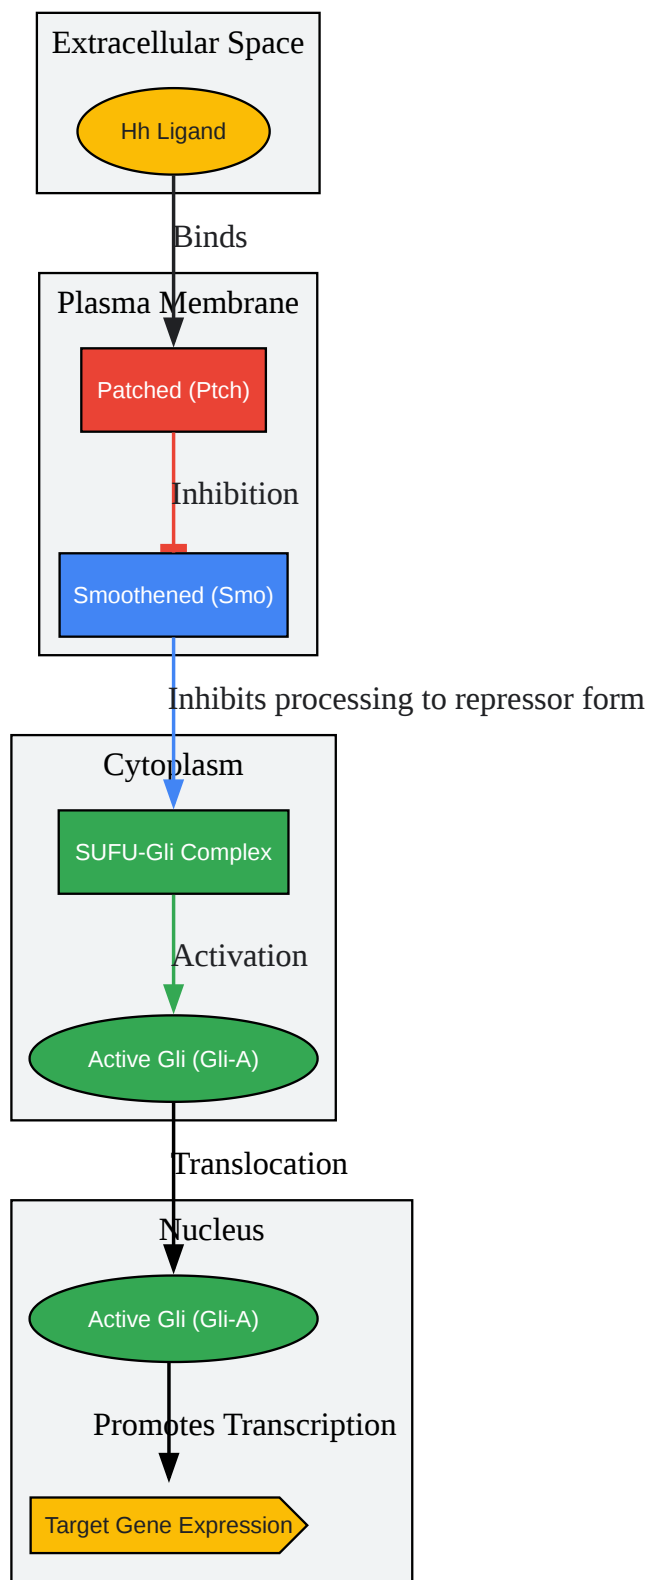 Extracellular Space
Hh Ligand
Binds
Plasma Membrane
Patched (Ptch)
Inhibition
Smoothened (Smo)
Inhibits processing to repressor form
Cytoplasm
SUFU-Gli Complex
Activation
Active Gli (Gli-A)
Translocation
Nucleus
Active Gli (Gli-A)
Promotes Transcription
Target Gene Expression